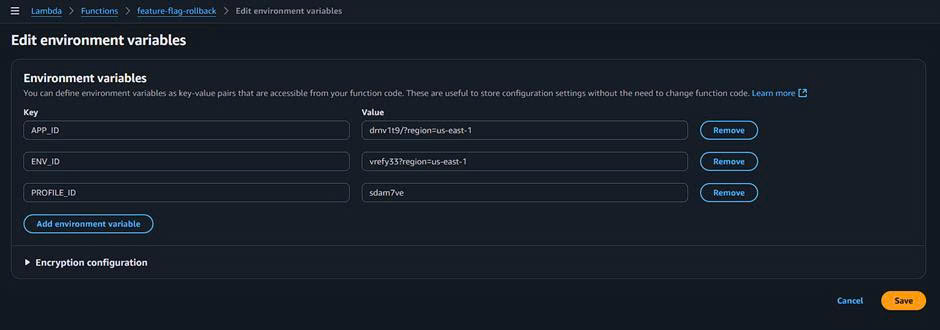 Lambda > Functions > feature-flag-rollback > Edit environment variables
Edit environment variables
Environment variables
You can define environment variables as key-value pairs that are accessible from your function code. These are useful to store configuration settings without the need to change function code. Learn more
Key Value
APP_ID drnv1t9/?region=us-east-1 Remove
ENV_ID vrefy33?region=us-east-1 Remove
PROFILE_ID sdam7ve Remove
Add environment variable
Encryption configuration
Cancel Save